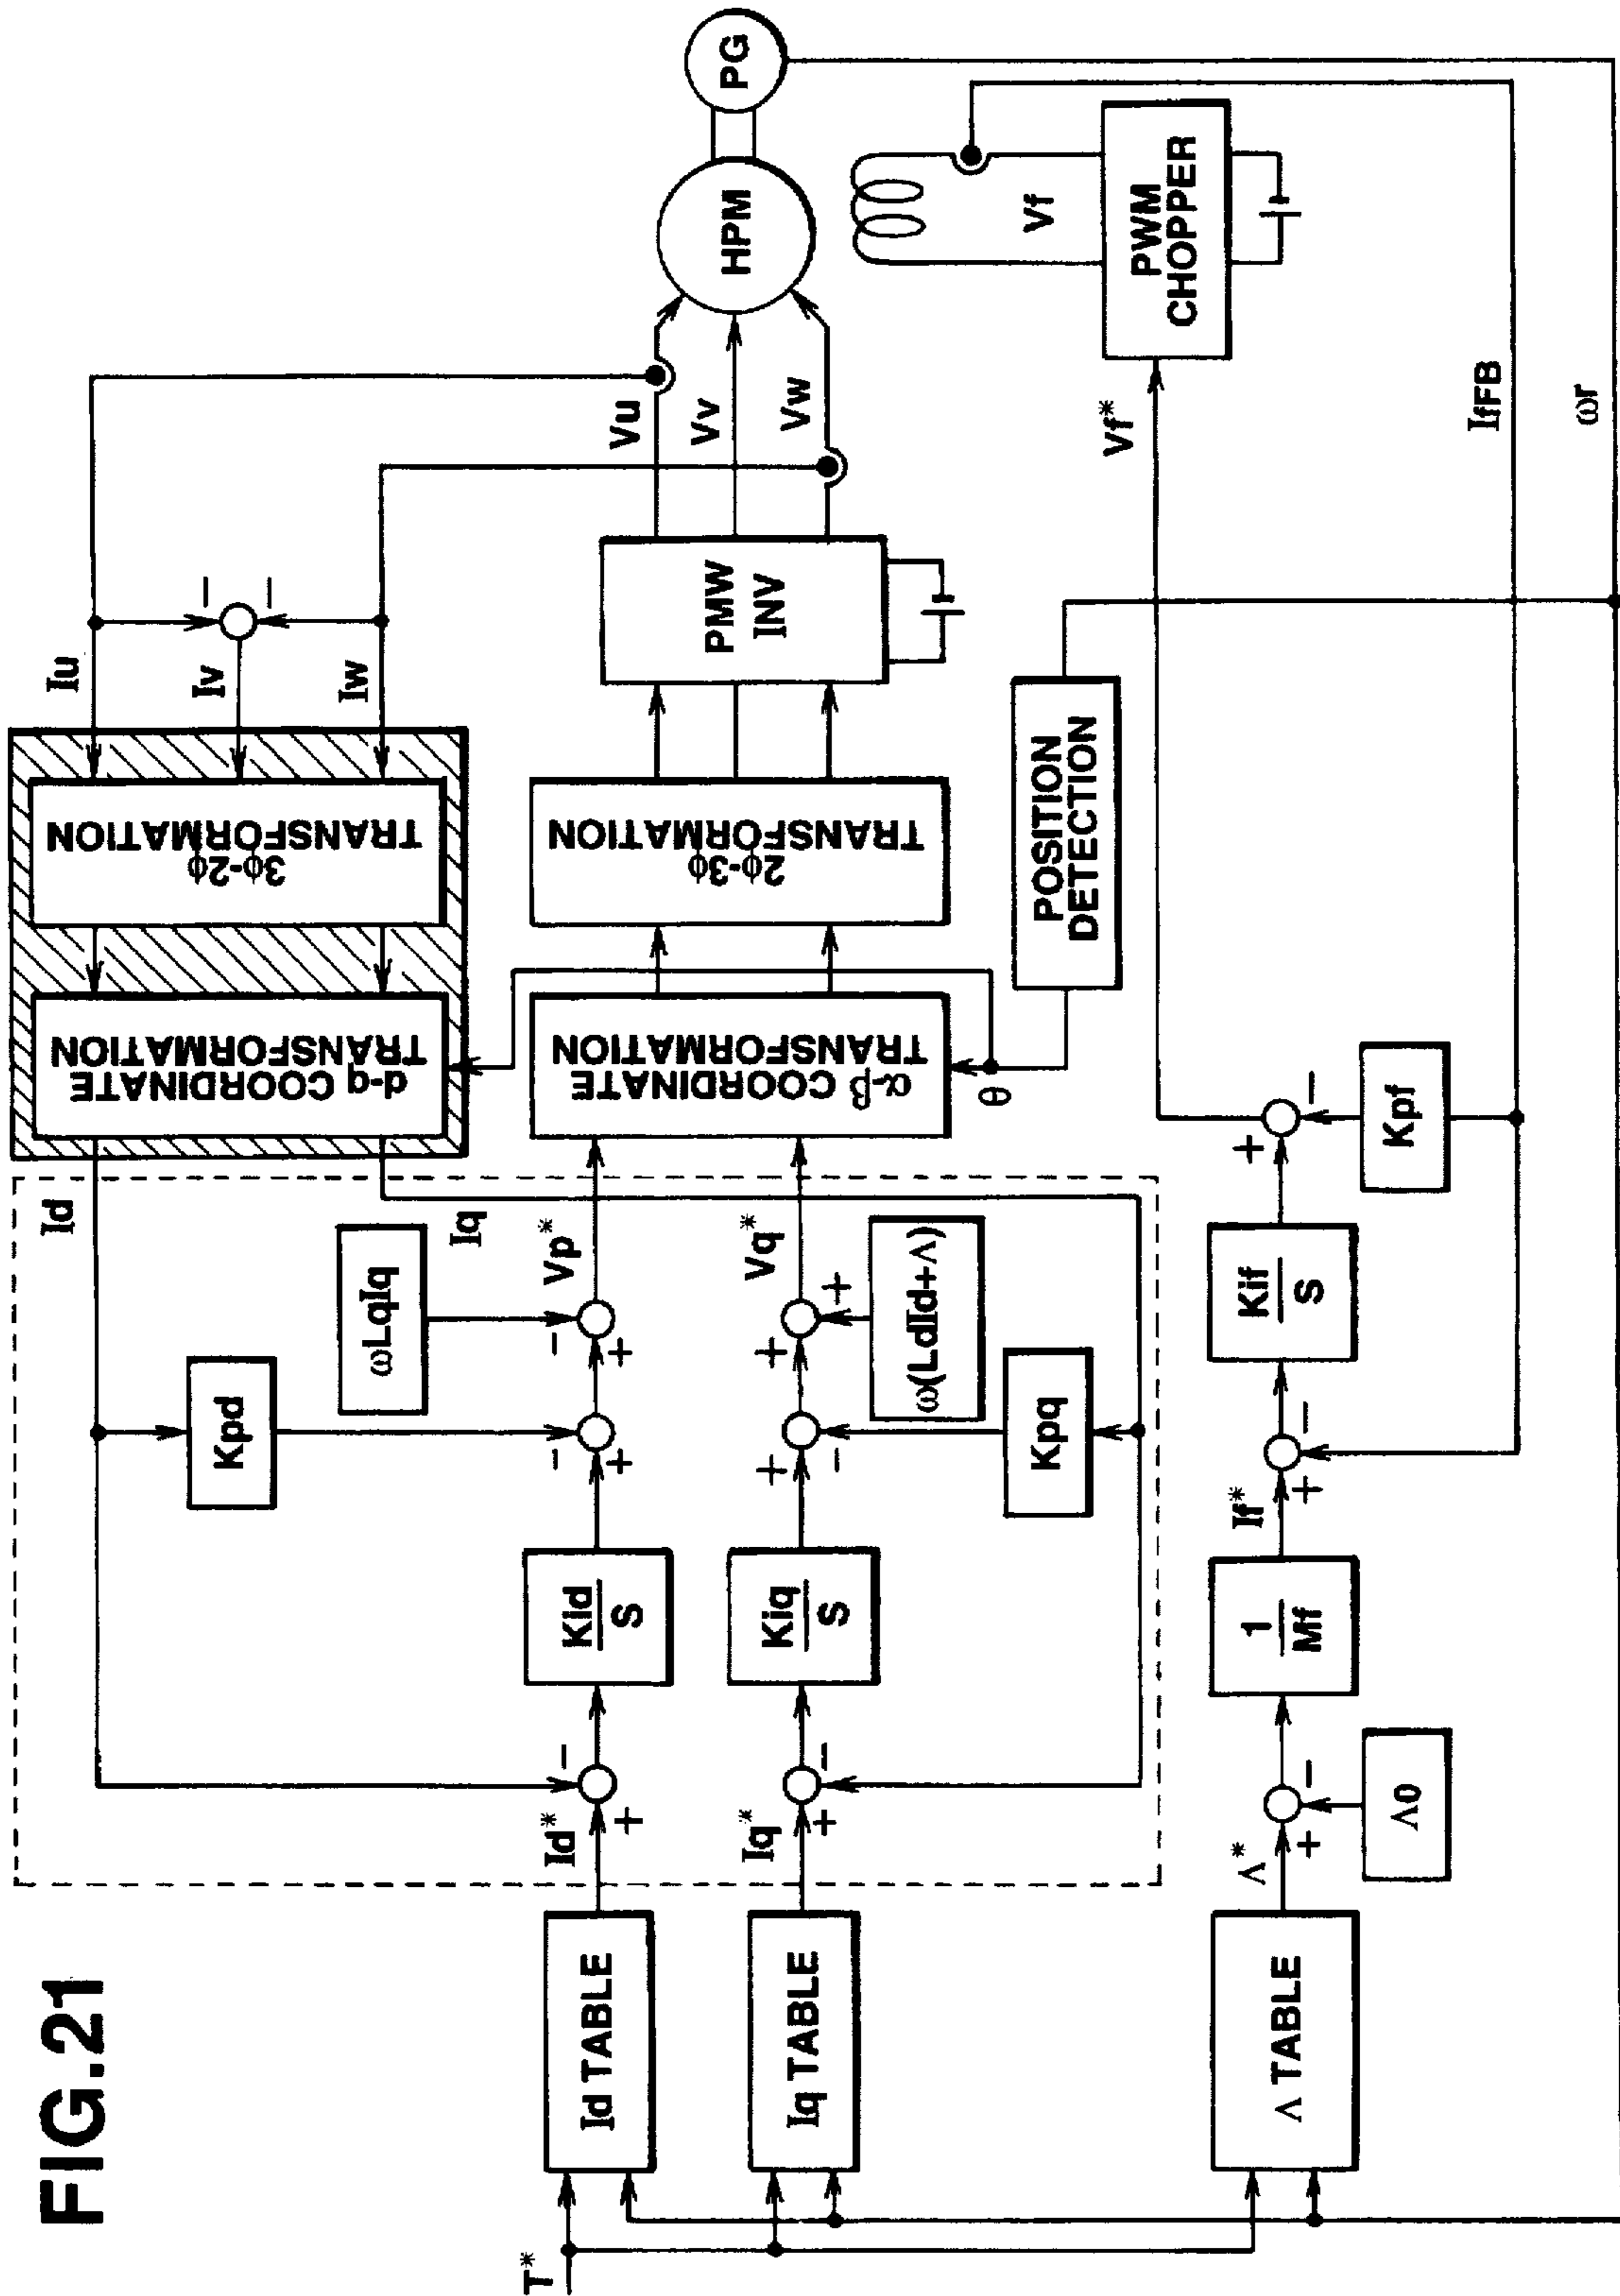 FIG.21
T*
Id TABLE
Iq TABLE
Λ TABLE
Id*
+
−
Iq*
+
−
Λ*
+
−
Λ0
Kid
S
Kiq
S
1
Mf
If*
+
−
Kpd
−
+
+
−
Kpq
ωLqIq
−
+
+
+
ω(LdId+Λ)
Kif
S
Id
Iq
Vp*
Vq*
+
−
Kpf
d-q COORDINATE
TRANSFORMATION
α-β COORDINATE
TRANSFORMATION
θ
3ϕ-2ϕ
TRANSFORMATION
2ϕ-3ϕ
TRANSFORMATION
POSITION
DETECTION
Iu
Iv
Iw
−
−
PMW
INV
Vu
Vv
Vw
Vf*
IfFB
ωr
HPM
PG
Vf
PWM
CHOPPER